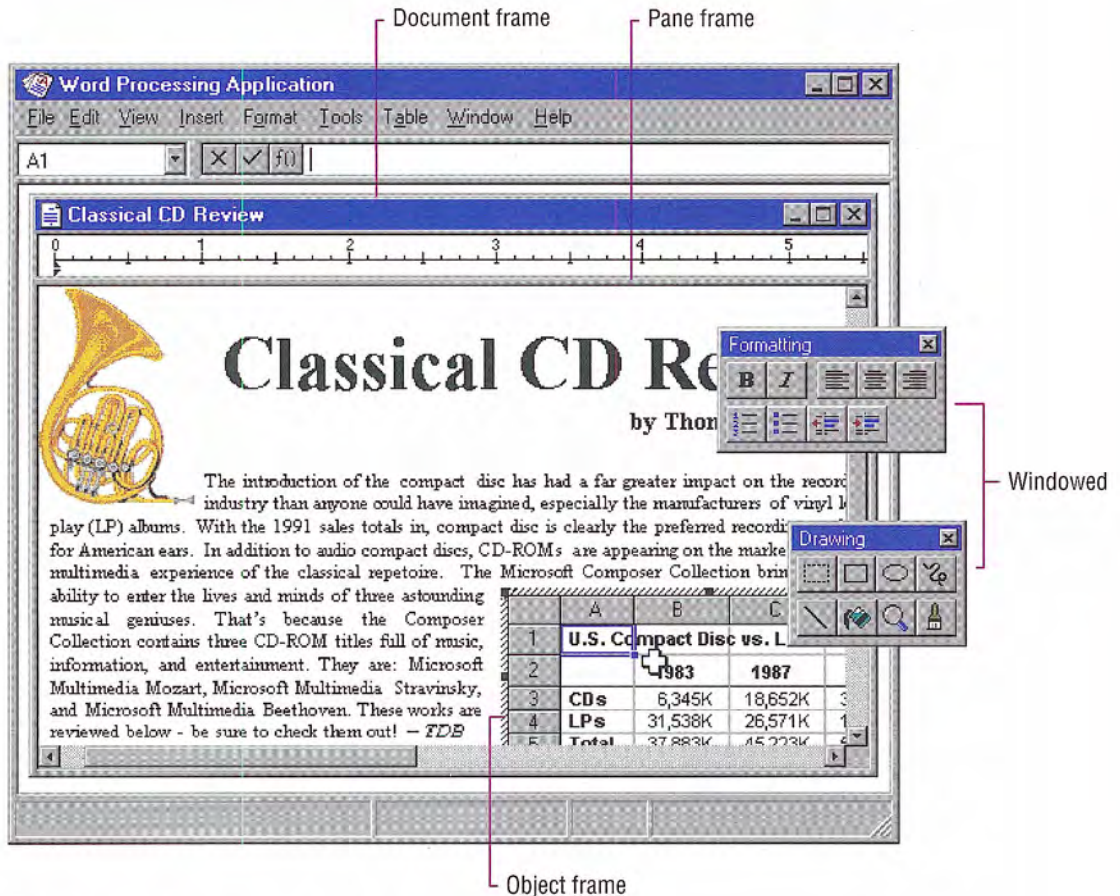 Document frame
Pane frame
Word Processing Application
File Edit View Insert Format Tools Table Window Help
A1
f()
Classical CD Review
0 1 2 3 4 5
Classical CD Re
by Thon
Formatting
B I
Windowed
The introduction of the compact disc has had a far greater impact on the recor
industry than anyone could have imagined, especially the manufacturers of vinyl l
play (LP) albums. With the 1991 sales totals in, compact disc is clearly the preferred recordi
for American ears. In addition to audio compact discs, CD-ROMs are appearing on the marke
multimedia experience of the classical repetoire. The Microsoft Composer Collection brin
ability to enter the lives and minds of three astounding
musical geniuses. That's because the Composer
Collection contains three CD-ROM titles full of music,
information, and entertainment. They are: Microsoft
Multimedia Mozart, Microsoft Multimedia Stravinsky,
and Microsoft Multimedia Beethoven. These works are
reviewed below - be sure to check them out! – TDB
Drawing
A B C
1 U.S. Compact Disc vs. L
2 1983 1987
3 CDs 6,345K 18,652K 3
4 LPs 31,538K 26,571K 1
5 Total 37,883K 45,223K
Object frame